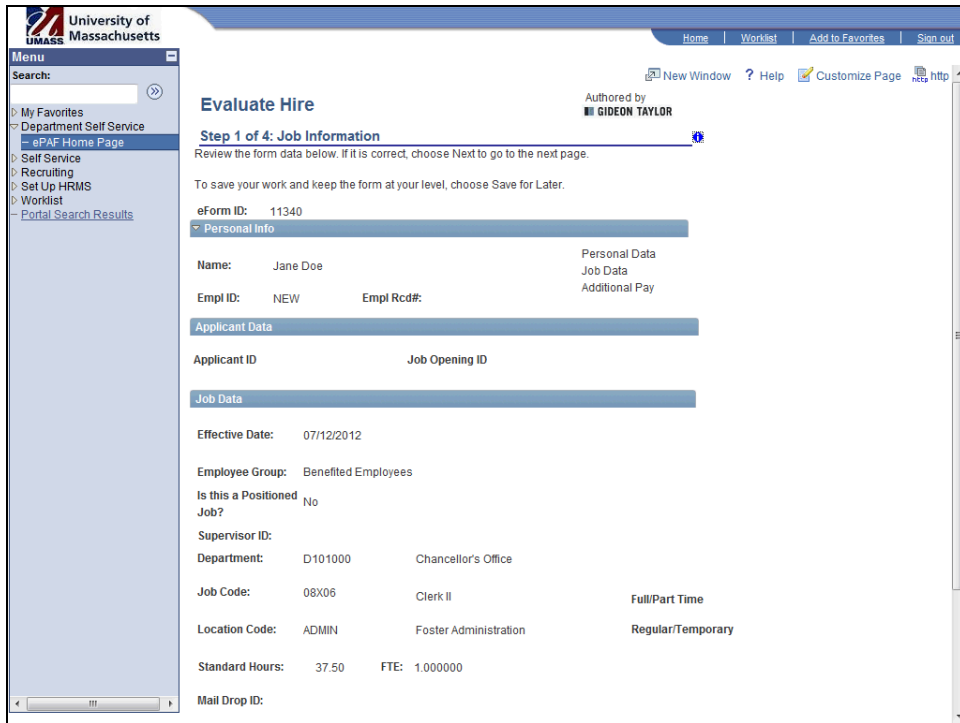 University of
Massachusetts
UMASS
Home | Worklist | Add to Favorites | Sign out
Menu
Search:
My Favorites
Department Self Service
– ePAF Home Page
Self Service
Recruiting
Set Up HRMS
Worklist
– Portal Search Results
New Window ? Help Customize Page http
Evaluate Hire
Authored by
GIDEON TAYLOR
Step 1 of 4: Job Information
Review the form data below. If it is correct, choose Next to go to the next page.
To save your work and keep the form at your level, choose Save for Later.
eForm ID: 11340
Personal Info
Personal Data
Name: Jane Doe
Job Data
Additional Pay
Empl ID: NEW Empl Rcd#:
Applicant Data
Applicant ID Job Opening ID
Job Data
Effective Date: 07/12/2012
Employee Group: Benefited Employees
Is this a Positioned Job? No
Supervisor ID:
Department: D101000 Chancellor's Office
Job Code: 08X06 Clerk II Full/Part Time
Location Code: ADMIN Foster Administration Regular/Temporary
Standard Hours: 37.50 FTE: 1.000000
Mail Drop ID: